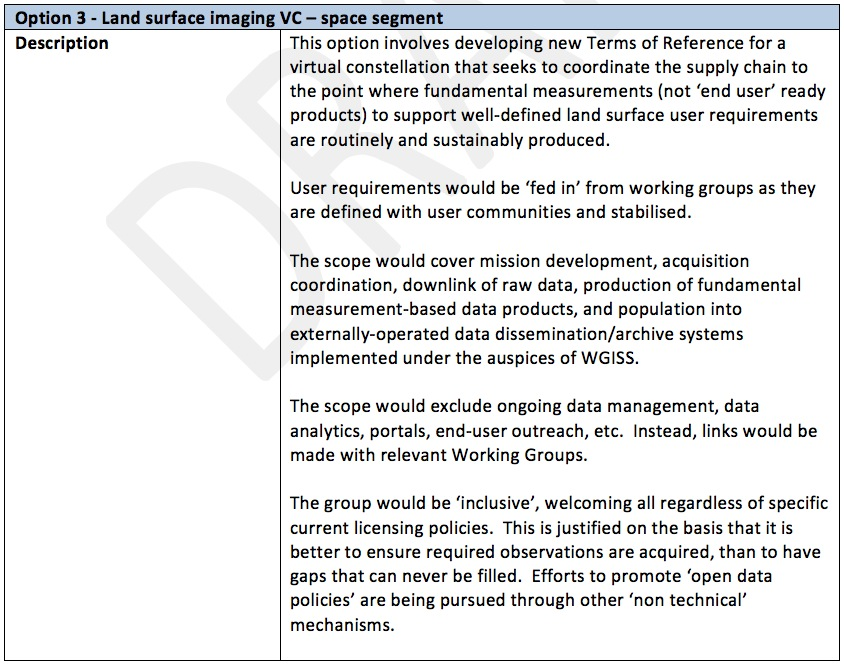 Option 3 - Land surface imaging VC – space segment
Description
This option involves developing new Terms of Reference for a
virtual constellation that seeks to coordinate the supply chain to
the point where fundamental measurements (not ‘end user’ ready
products) to support well-defined land surface user requirements
are routinely and sustainably produced.
User requirements would be ‘fed in’ from working groups as they
are defined with user communities and stabilised.
The scope would cover mission development, acquisition
coordination, downlink of raw data, production of fundamental
measurement-based data products, and population into
externally-operated data dissemination/archive systems
implemented under the auspices of WGISS.
The scope would exclude ongoing data management, data
analytics, portals, end-user outreach, etc.  Instead, links would be
made with relevant Working Groups.
The group would be ‘inclusive’, welcoming all regardless of specific
current licensing policies.  This is justified on the basis that it is
better to ensure required observations are acquired, than to have
gaps that can never be filled.  Efforts to promote ‘open data
policies’ are being pursued through other ‘non technical’
mechanisms.